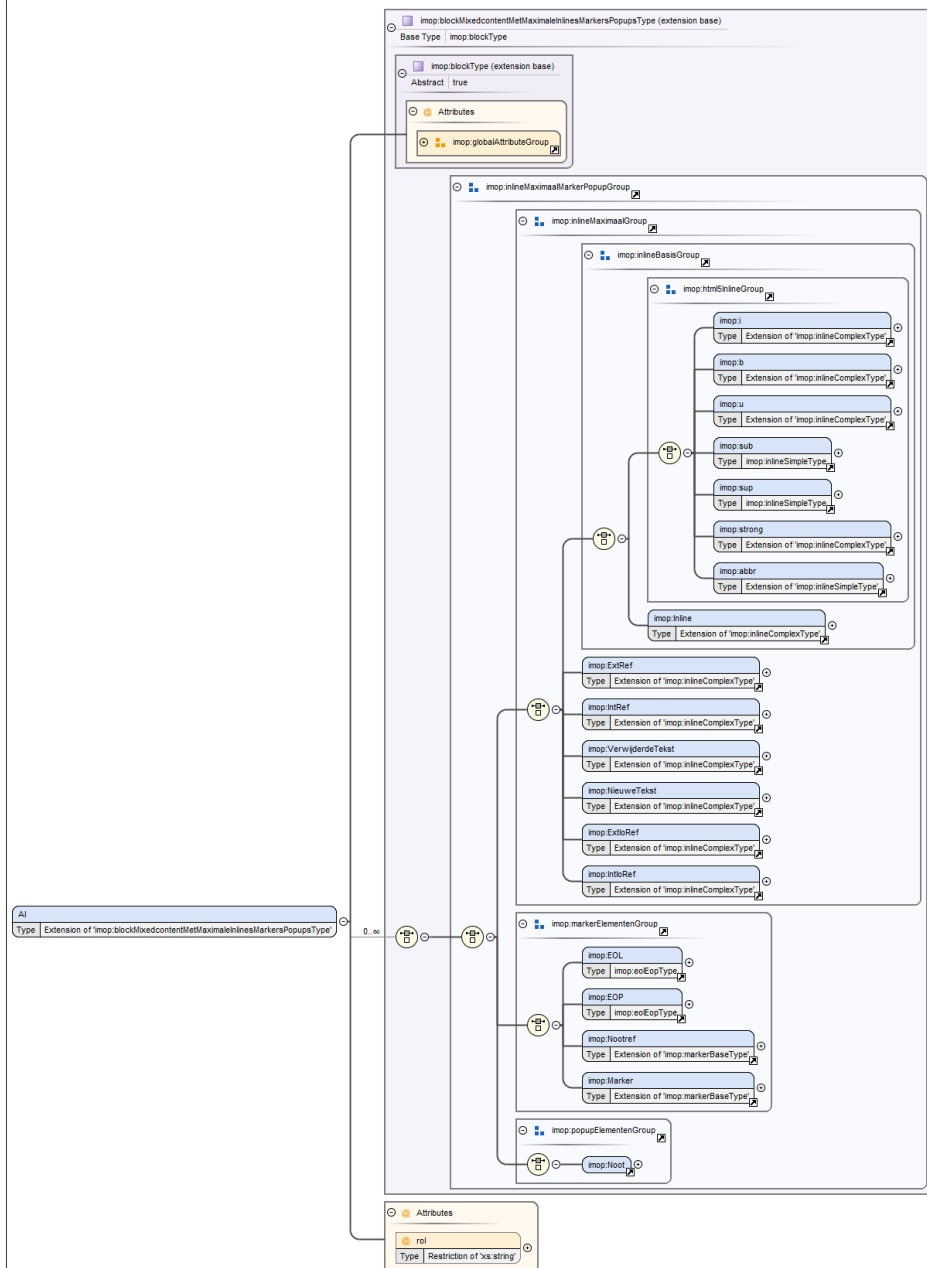 imop:blockMixedcontentMetMaximaleInlinesMarkersPopupsType (extension base)
Base Type imop:blockType
imop:blockType (extension base)
Abstract true
@ Attributes
imop:globalAttributeGroup
imop:inlineMaximaalMarkerPopupGroup
imop:inlineMaximaalGroup
imop:inlineBasisGroup
imop:html5InlineGroup
imop:i
Type Extension of 'imop:inlineComplexType'
imop:b
Type Extension of 'imop:inlineComplexType'
imop:u
Type Extension of 'imop:inlineComplexType'
imop:sub
Type imop:inlineSimpleType
imop:sup
Type imop:inlineSimpleType
imop:strong
Type Extension of 'imop:inlineComplexType'
imop:abbr
Type Extension of 'imop:inlineSimpleType'
imop:Inline
Type Extension of 'imop:inlineComplexType'
imop:ExtRef
Type Extension of 'imop:inlineComplexType'
imop:IntRef
Type Extension of 'imop:inlineComplexType'
imop:VerwijderdeTekst
Type Extension of 'imop:inlineComplexType'
imop:NieuweTekst
Type Extension of 'imop:inlineComplexType'
imop:ExtIoRef
Type Extension of 'imop:inlineComplexType'
imop:IntIoRef
Type Extension of 'imop:inlineComplexType'
Al
Type Extension of 'imop:blockMixedcontentMetMaximaleInlinesMarkersPopupsType'
0..∞
imop:markerElementenGroup
imop:EOL
Type imop:eolEopType
imop:EOP
Type imop:eolEopType
imop:Nootref
Type Extension of 'imop:markerBaseType'
imop:Marker
Type Extension of 'imop:markerBaseType'
imop:popupElementenGroup
imop:Noot
@ Attributes
@ rol
Type Restriction of 'xs:string'